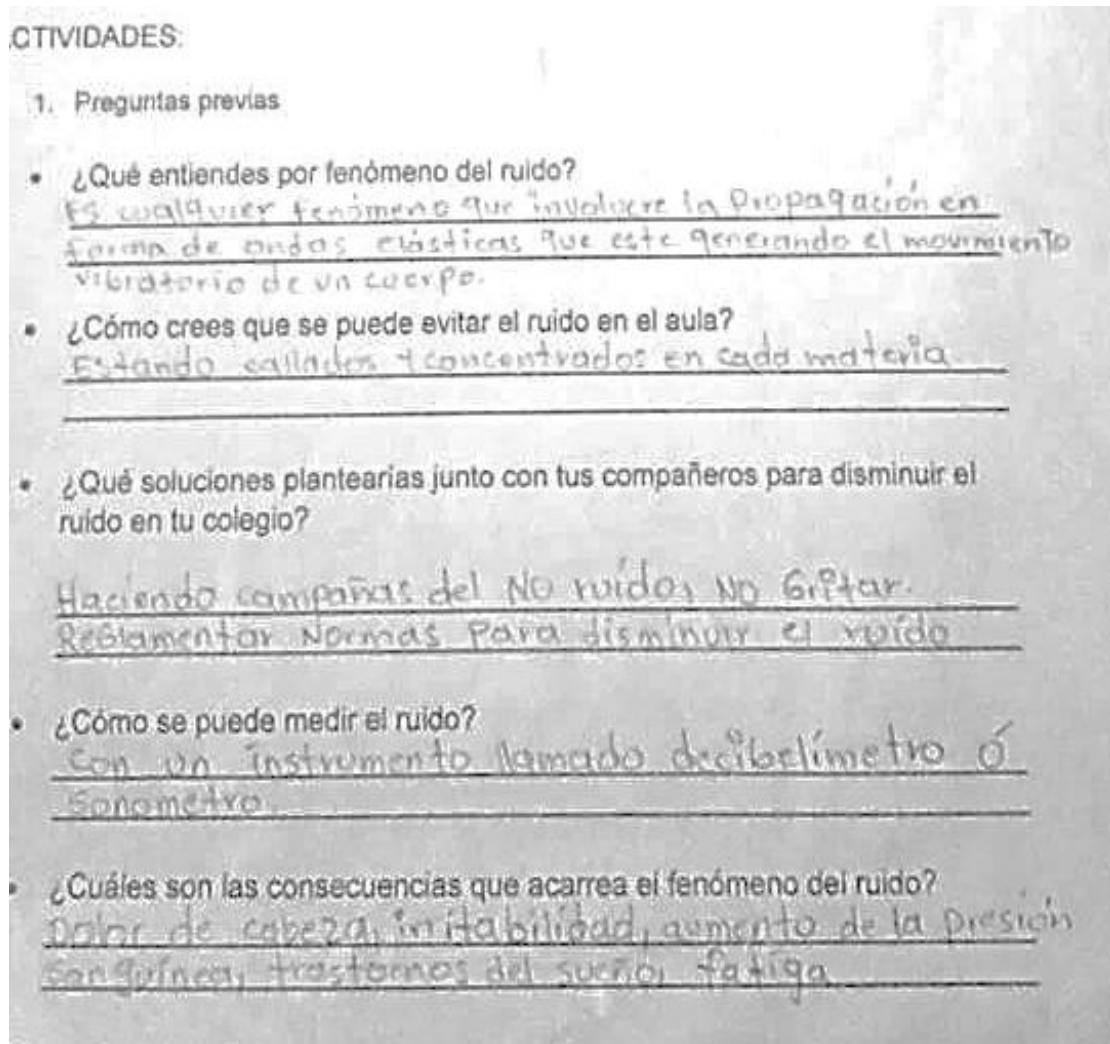 CTIVIDADES:
1. Preguntas previas
• ¿Qué entiendes por fenómeno del ruido?
Es cualquier fenómeno que involucre la Propagación en
forma de ondas elásticas que este generando el movimiento
vibratorio de un cuerpo.
• ¿Cómo crees que se puede evitar el ruido en el aula?
Estando callados y concentrados en cada materia
• ¿Qué soluciones plantearías junto con tus compañeros para disminuir el
ruido en tu colegio?
Haciendo campañas del NO ruido, NO Gritar.
Reglamentar Normas Para disminuir el ruido
• ¿Cómo se puede medir el ruido?
Con un instrumento llamado decibelímetro ó
sonometro.
• ¿Cuáles son las consecuencias que acarrea el fenómeno del ruido?
Dolor de cabeza, irritabilidad, aumento de la presión
sanguínea, trastornos del sueño, fatiga